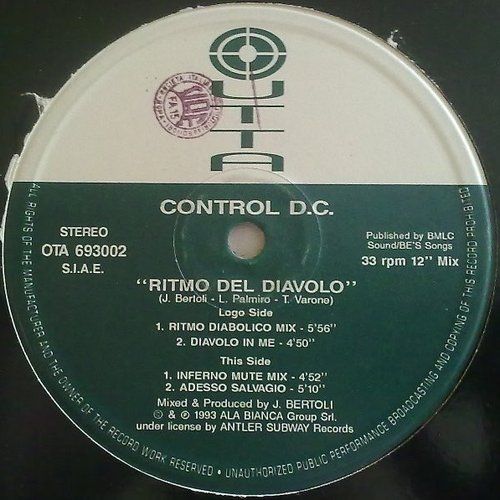 OUTA
CONTROL D.C.
STEREO
OTA 693002
S.I.A.E.
Published by BMLC
Sound/BE'S Songs
33 rpm 12" Mix
"RITMO DEL DIAVOLO"
(J. Bertoli - L. Palmiro - T. Varone)
Logo Side
1. RITMO DIABOLICO MIX - 5'56"
2. DIAVOLO IN ME - 4'50"
This Side
1. INFERNO MUTE MIX - 4'52"
2. ADESSO SALVAGIO - 5'10"
Mixed & Produced by J. BERTOLI
© & ℗ 1993 ALA BIANCA Group Srl.
under license by ANTLER SUBWAY Records
ALL RIGHTS OF THE MANUFACTURER AND THE OWNER OF THE RECORD WORK RESERVED • UNAUTHORIZED PUBLIC PERFORMANCE BROADCASTING AND COPYING OF THIS RECORD PROHIBITED